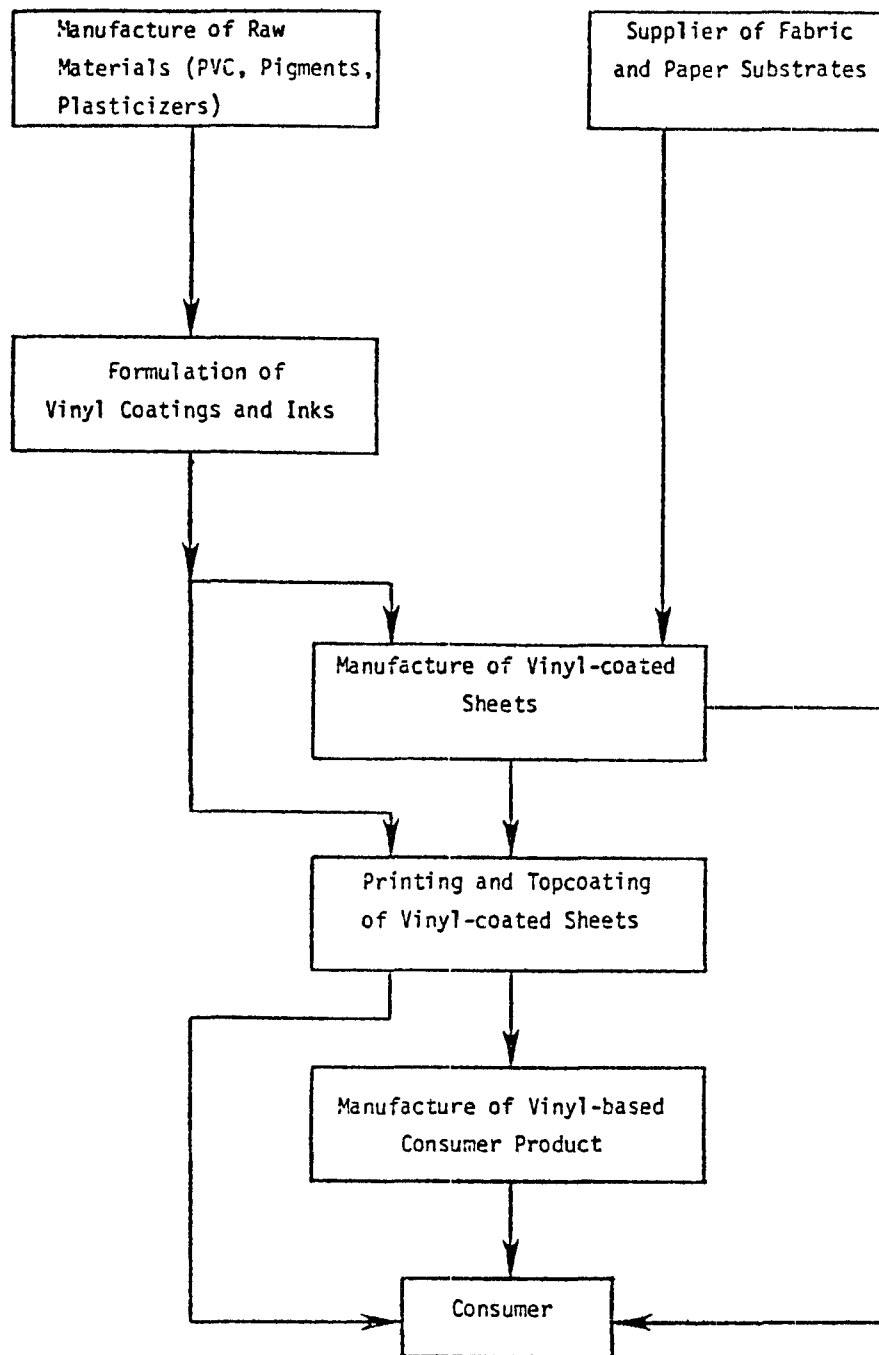 Manufacture of Raw
Materials (PVC, Pigments,
Plasticizers)
Supplier of Fabric
and Paper Substrates
Formulation of
Vinyl Coatings and Inks
Manufacture of Vinyl-coated
Sheets
Printing and Topcoating
of Vinyl-coated Sheets
Manufacture of Vinyl-based
Consumer Product
Consumer